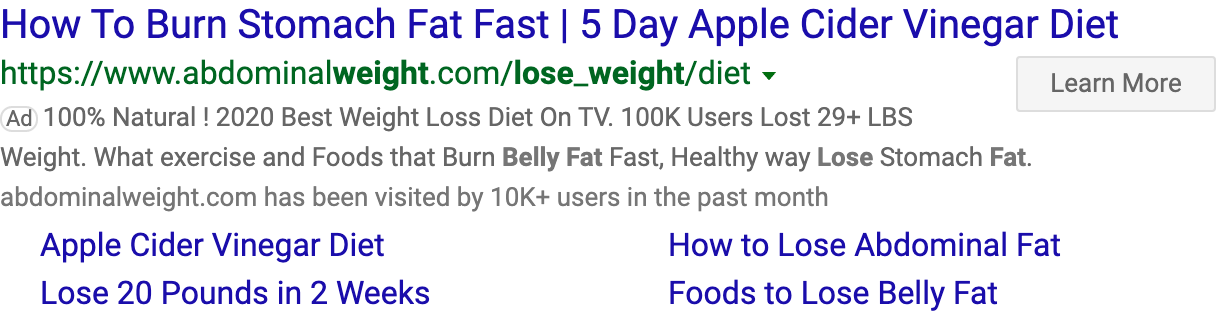 How To Burn Stomach Fat Fast | 5 Day Apple Cider Vinegar Diet
https://www.abdominalweight.com/lose_weight/diet
Learn More
Ad 100% Natural ! 2020 Best Weight Loss Diet On TV. 100K Users Lost 29+ LBS
Weight. What exercise and Foods that Burn Belly Fat Fast, Healthy way Lose Stomach Fat.
abdominalweight.com has been visited by 10K+ users in the past month
Apple Cider Vinegar Diet
How to Lose Abdominal Fat
Lose 20 Pounds in 2 Weeks
Foods to Lose Belly Fat